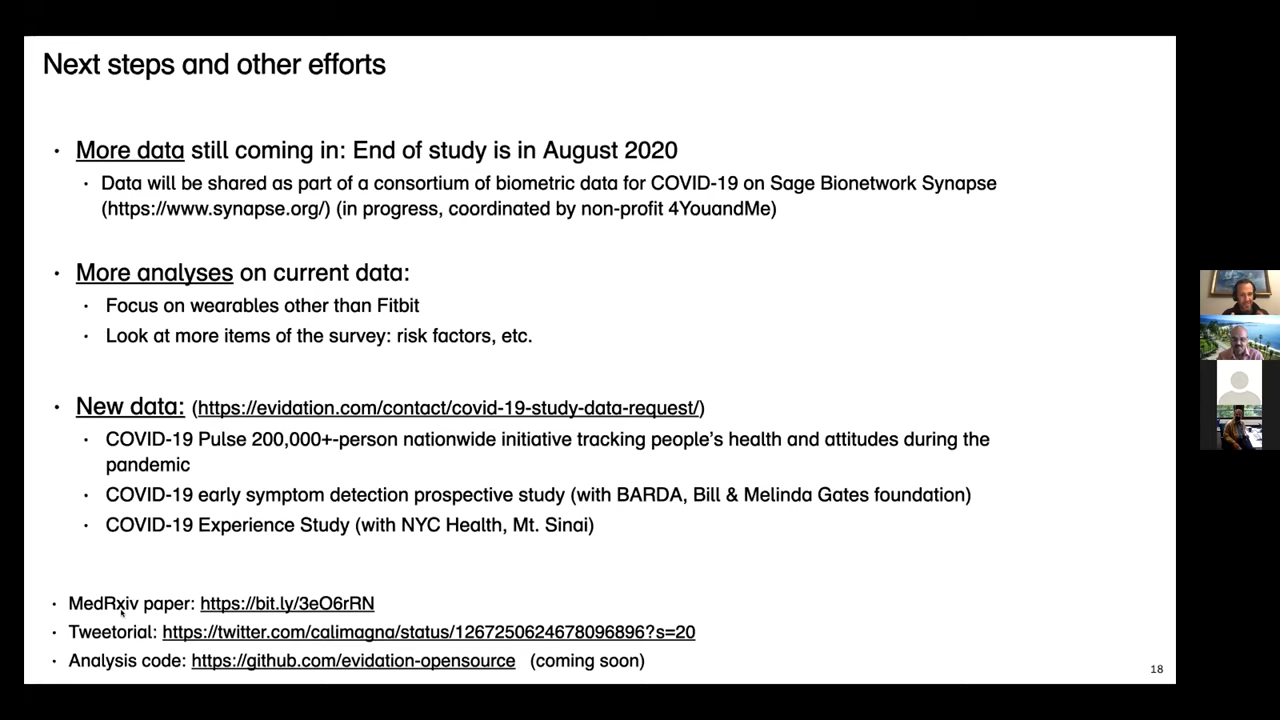 Next steps and other efforts
· More data still coming in: End of study is in August 2020
· Data will be shared as part of a consortium of biometric data for COVID-19 on Sage Bionetwork Synapse
(https://www.synapse.org/) (in progress, coordinated by non-profit 4YouandMe)
· More analyses on current data:
· Focus on wearables other than Fitbit
· Look at more items of the survey: risk factors, etc.
· New data: (https://evidation.com/contact/covid-19-study-data-request/)
· COVID-19 Pulse 200,000+-person nationwide initiative tracking people’s health and attitudes during the
pandemic
· COVID-19 early symptom detection prospective study (with BARDA, Bill & Melinda Gates foundation)
· COVID-19 Experience Study (with NYC Health, Mt. Sinai)
· MedRxiv paper: https://bit.ly/3eO6rRN
· Tweetorial: https://twitter.com/calimagna/status/1267250624678096896?s=20
· Analysis code: https://github.com/evidation-opensource (coming soon)
18